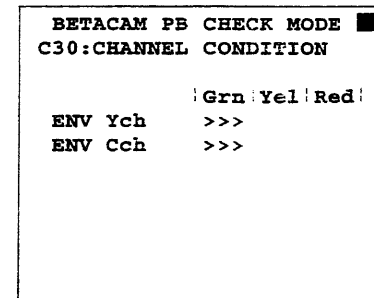 BETACAM PB CHECK MODE
C30:CHANNEL CONDITION
Grn Yel Red
ENV Ych >>>
ENV Cch >>>